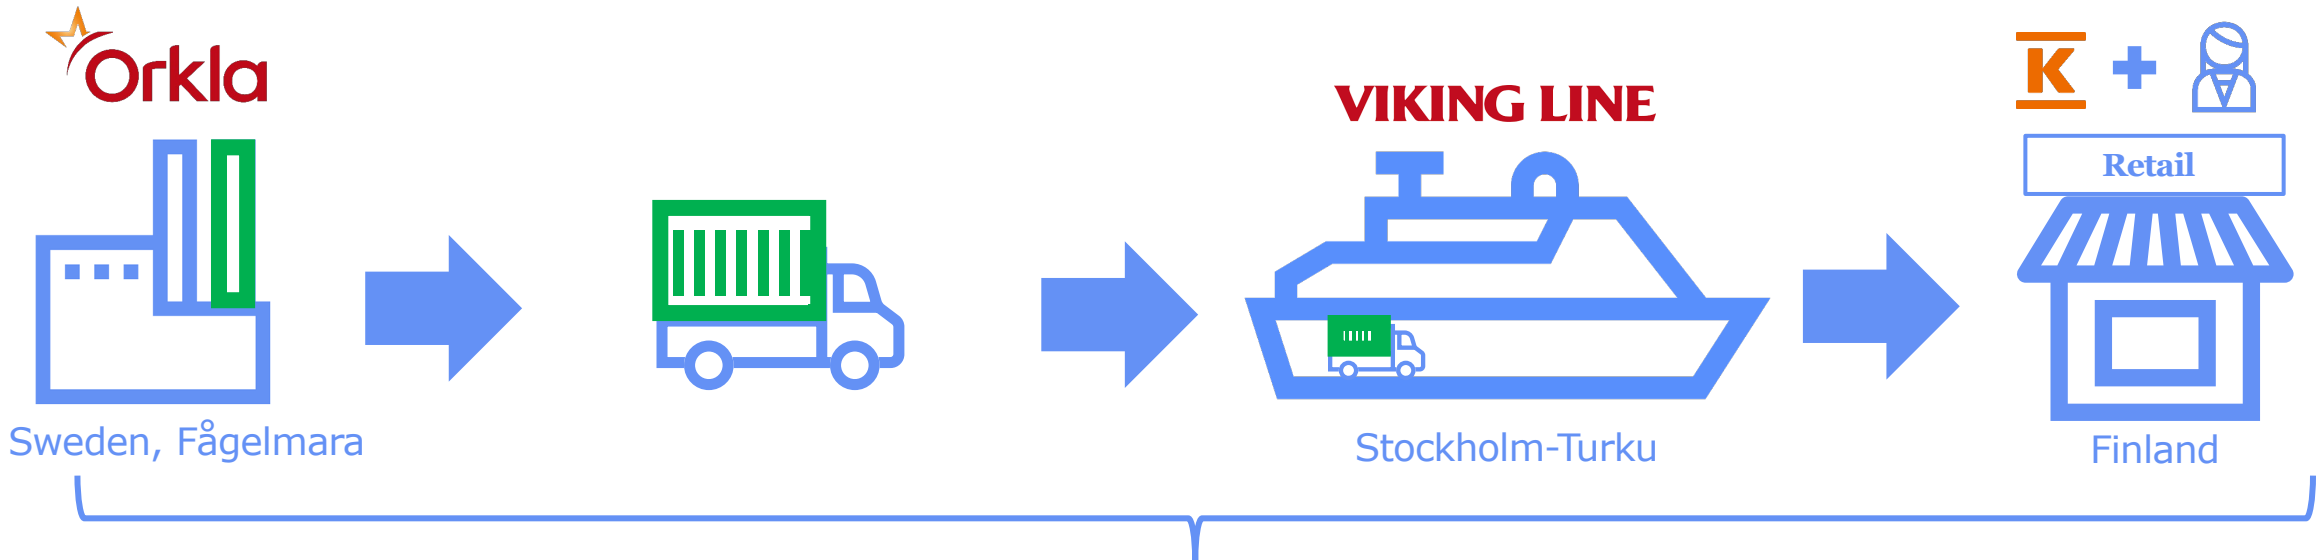 Orkla
VIKING LINE
K
Retail
Sweden, Fågelmara
Stockholm-Turku
Finland